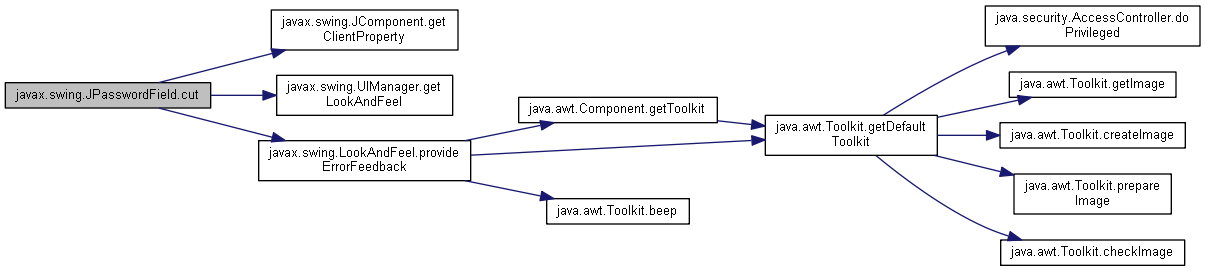 javax.swing.JPasswordField.cut
javax.swing.JComponent.get
ClientProperty
javax.swing.UIManager.get
LookAndFeel
javax.swing.LookAndFeel.provide
ErrorFeedback
java.awt.Component.getToolkit
java.awt.Toolkit.beep
java.awt.Toolkit.getDefault
Toolkit
java.security.AccessController.do
Privileged
java.awt.Toolkit.getImage
java.awt.Toolkit.createImage
java.awt.Toolkit.prepare
Image
java.awt.Toolkit.checkImage